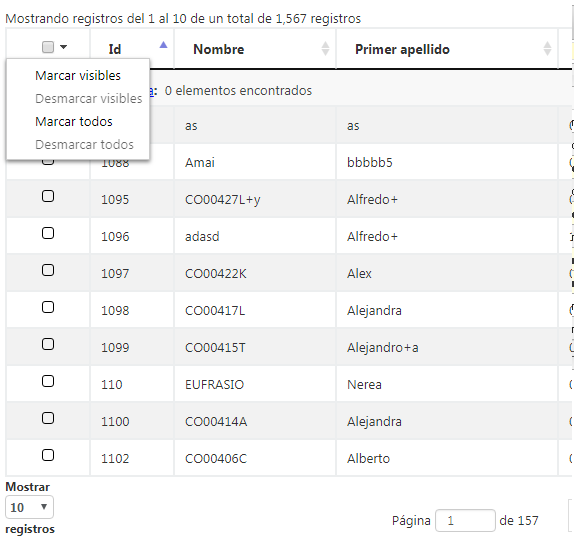 Mostrando registros del 1 al 10 de un total de 1,567 registros
Id Nombre Primer apellido
Marcar visibles
Desmarcar visibles
Marcar todos
Desmarcar todos
a: 0 elementos encontrados
as as
1088 Amai bbbbb5
1095 CO00427L+y Alfredo+
1096 adasd Alfredo+
1097 CO00422K Alex
1098 CO00417L Alejandra
1099 CO00415T Alejandro+a
110 EUFRASIO Nerea
1100 CO00414A Alejandra
1102 CO00406C Alberto
Mostrar
10
registros
Página 1 de 157